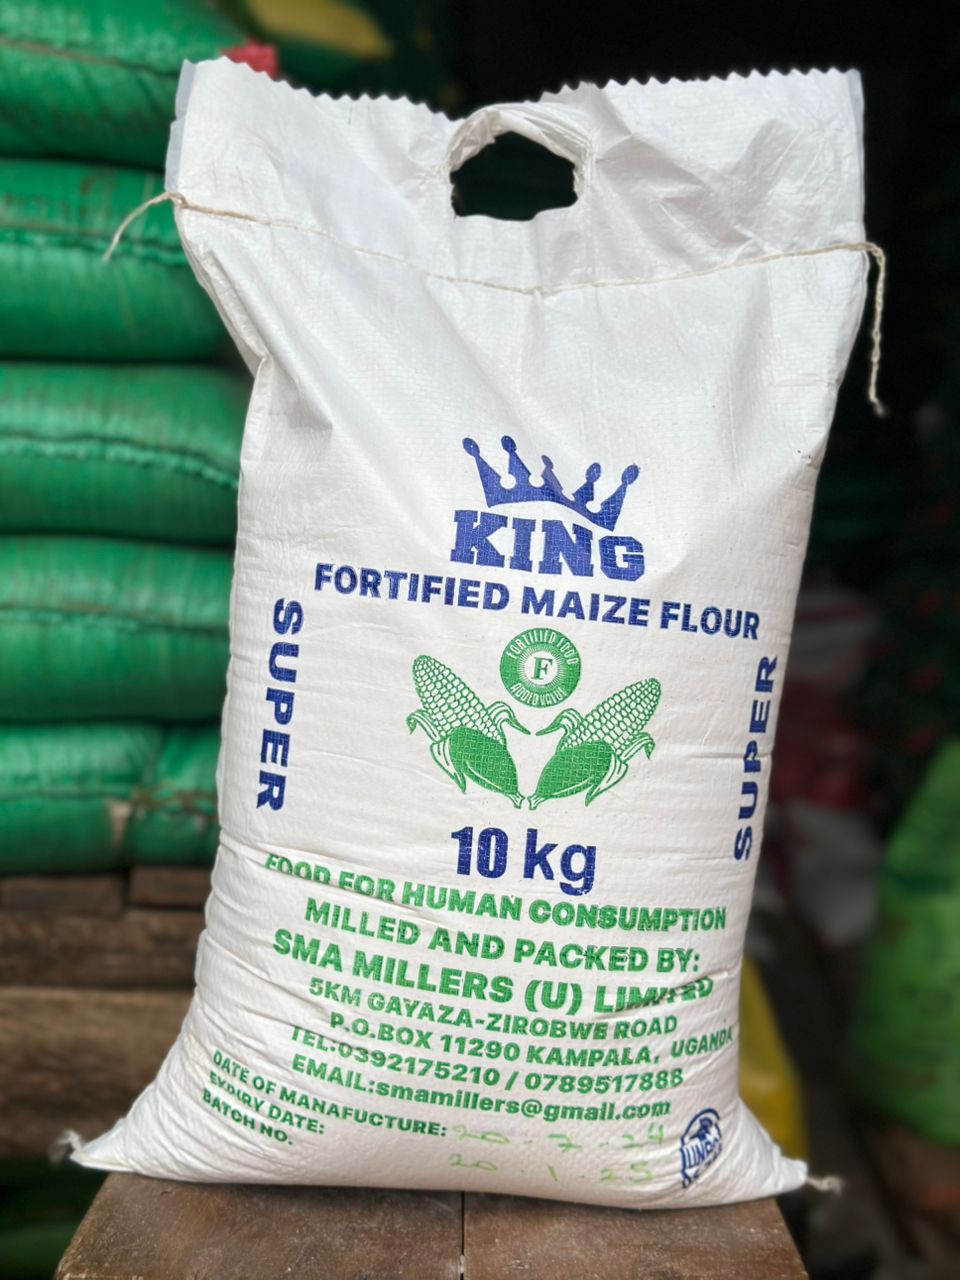 KING
FORTIFIED MAIZE FLOUR
SUPER
SUPER
FORTIFIED FOOD
F
ADDED VALUE
10 kg
FOOD FOR HUMAN CONSUMPTION
MILLED AND PACKED BY:
SMA MILLERS (U) LIMITED
5KM GAYAZA-ZIROBWE ROAD
P.O.BOX 11290 KAMPALA, UGANDA
TEL:0392175210 / 0789517888
EMAIL:smamillers@gmail.com
DATE OF MANAFUCTURE: 20 . 7 . 24
EXPIRY DATE: 20 . 1 . 25
BATCH NO.